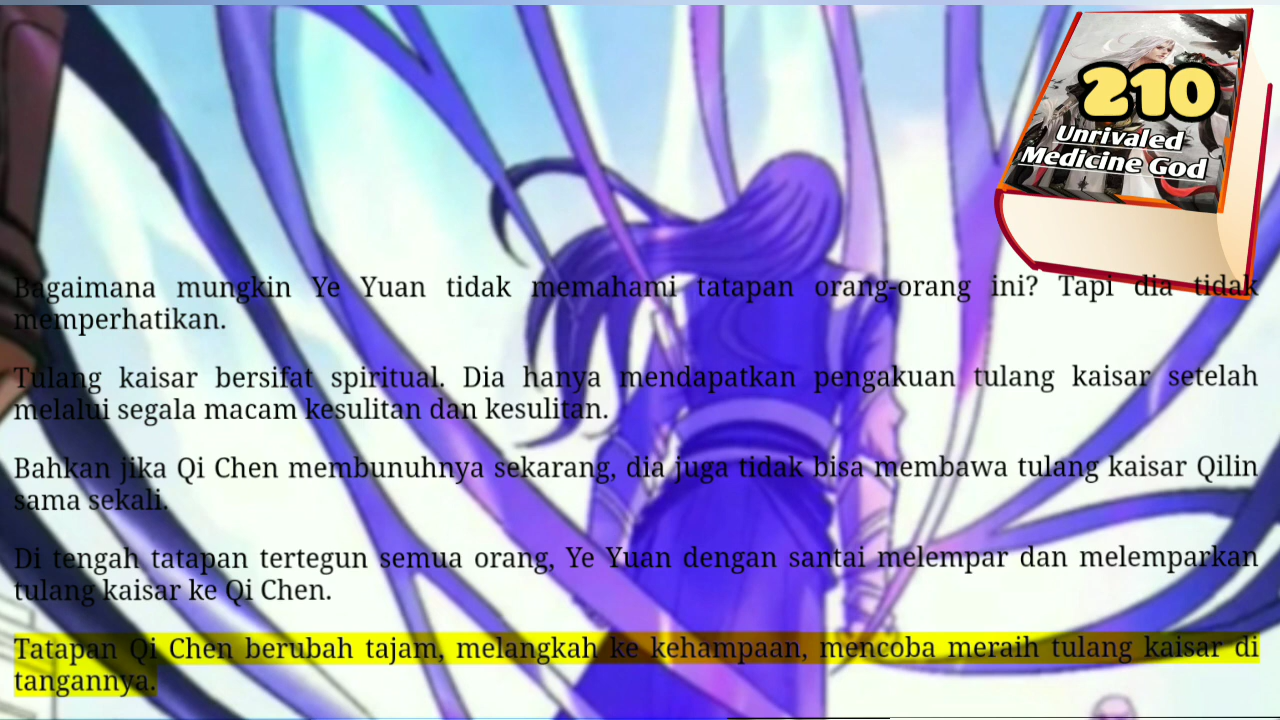 210
Unrivaled
Medicine God
Bagaimana mungkin Ye Yuan tidak memahami tatapan orang-orang ini? Tapi dia tidak
memperhatikan.
Tulang kaisar bersifat spiritual. Dia hanya mendapatkan pengakuan tulang kaisar setelah
melalui segala macam kesulitan dan kesulitan.
Bahkan jika Qi Chen membunuhnya sekarang, dia juga tidak bisa membawa tulang kaisar Qilin
sama sekali.
Di tengah tatapan tertegun semua orang, Ye Yuan dengan santai melempar dan melemparkan
tulang kaisar ke Qi Chen.
Tatapan Qi Chen berubah tajam, melangkah ke kehampaan, mencoba meraih tulang kaisar di
tangannya.